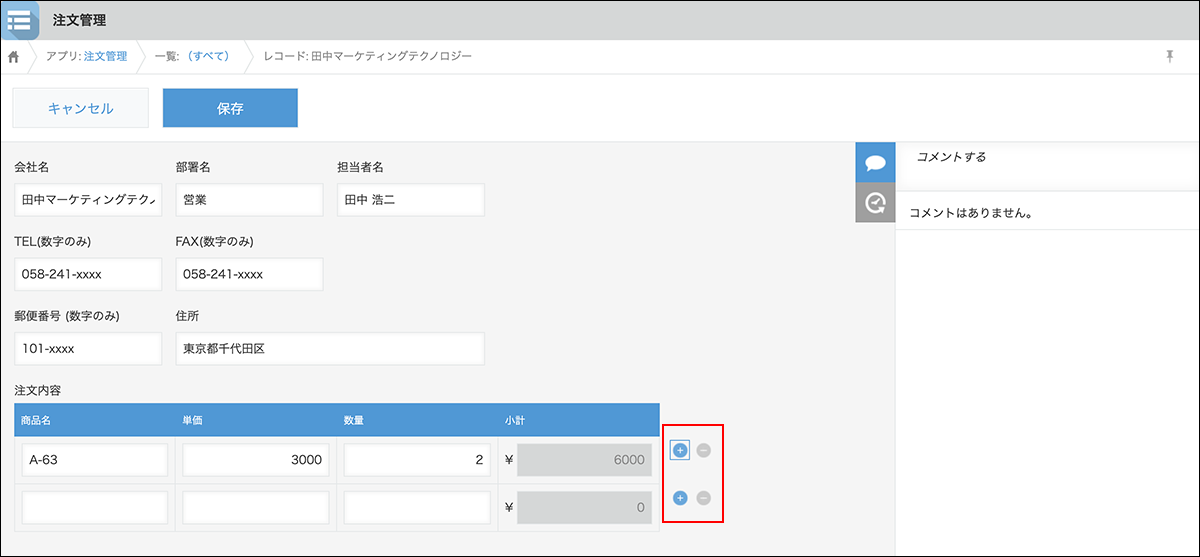 注文管理
アプリ: 注文管理 一覧: (すべて) レコード: 田中マーケティングテクノロジー
キャンセル 保存
会社名 部署名 担当者名
田中マーケティングテク 営業 田中 浩二
TEL(数字のみ) FAX(数字のみ)
058-241-xxxx 058-241-xxxx
郵便番号 (数字のみ) 住所
101-xxxx 東京都千代田区
注文内容
商品名 単価 数量 小計
A-63 3000 2 ¥ 6000
¥ 0
コメントする
コメントはありません。